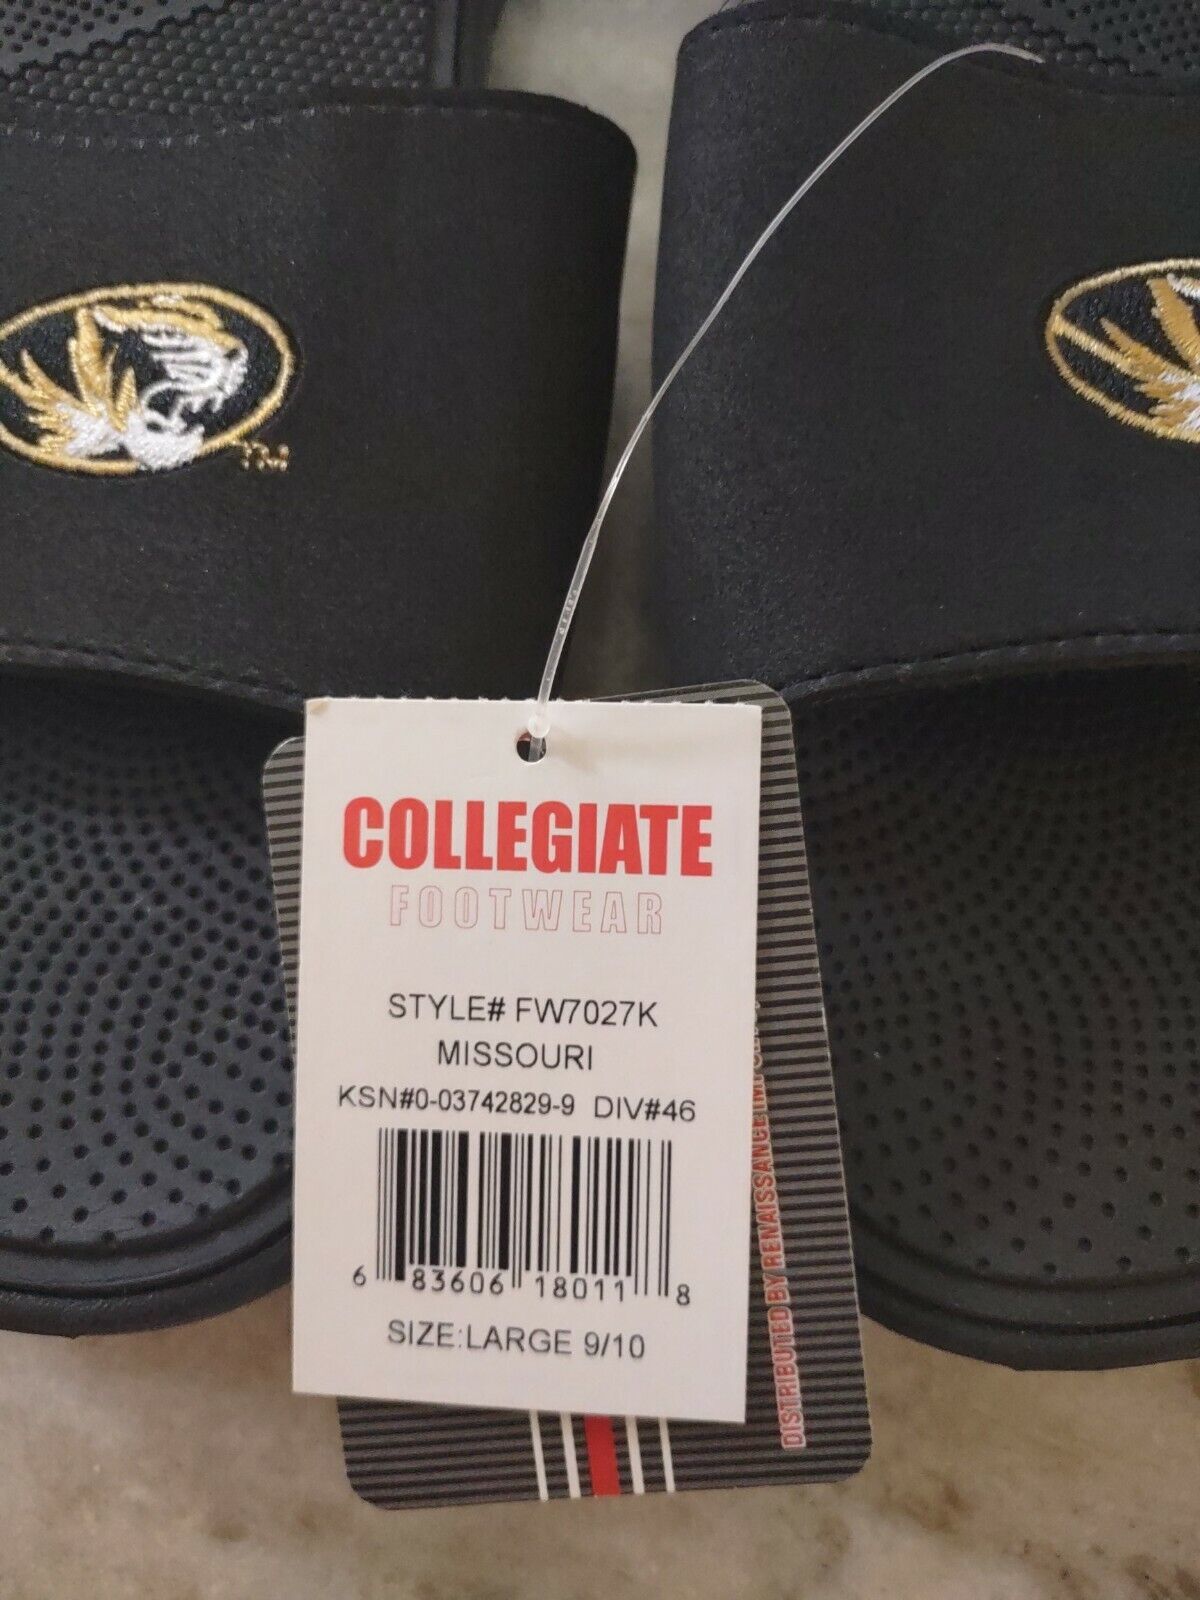 TM
COLLEGIATE
FOOTWEAR
STYLE# FW7027K
MISSOURI
KSN#0-03742829-9 DIV#46
6 83606 18011 8
SIZE:LARGE 9/10
DISTRIBUTED BY RENAISSANCE